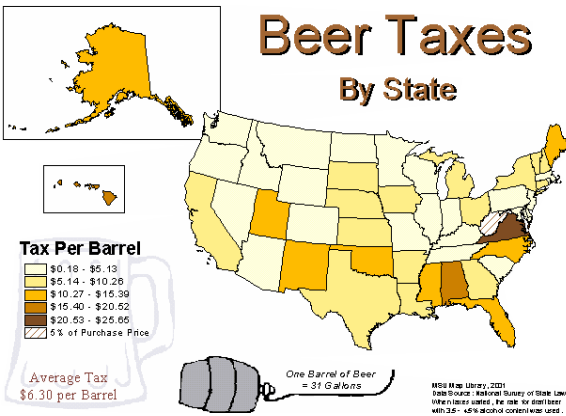 Beer Taxes
By State
Tax Per Barrel
$0.18 - $5.13
$5.14 - $10.26
$10.27 - $15.39
$15.40 - $20.52
$20.53 - $25.65
5% of Purchase Price
Average Tax
$6.30 per Barrel
One Barrel of Beer
= 31 Gallons
MSU Map Library, 2001
Data Source: National Survey of State Law
When taxes varied, the rate for draft beer
with 3.5 - 4.5% alcohol content was used.